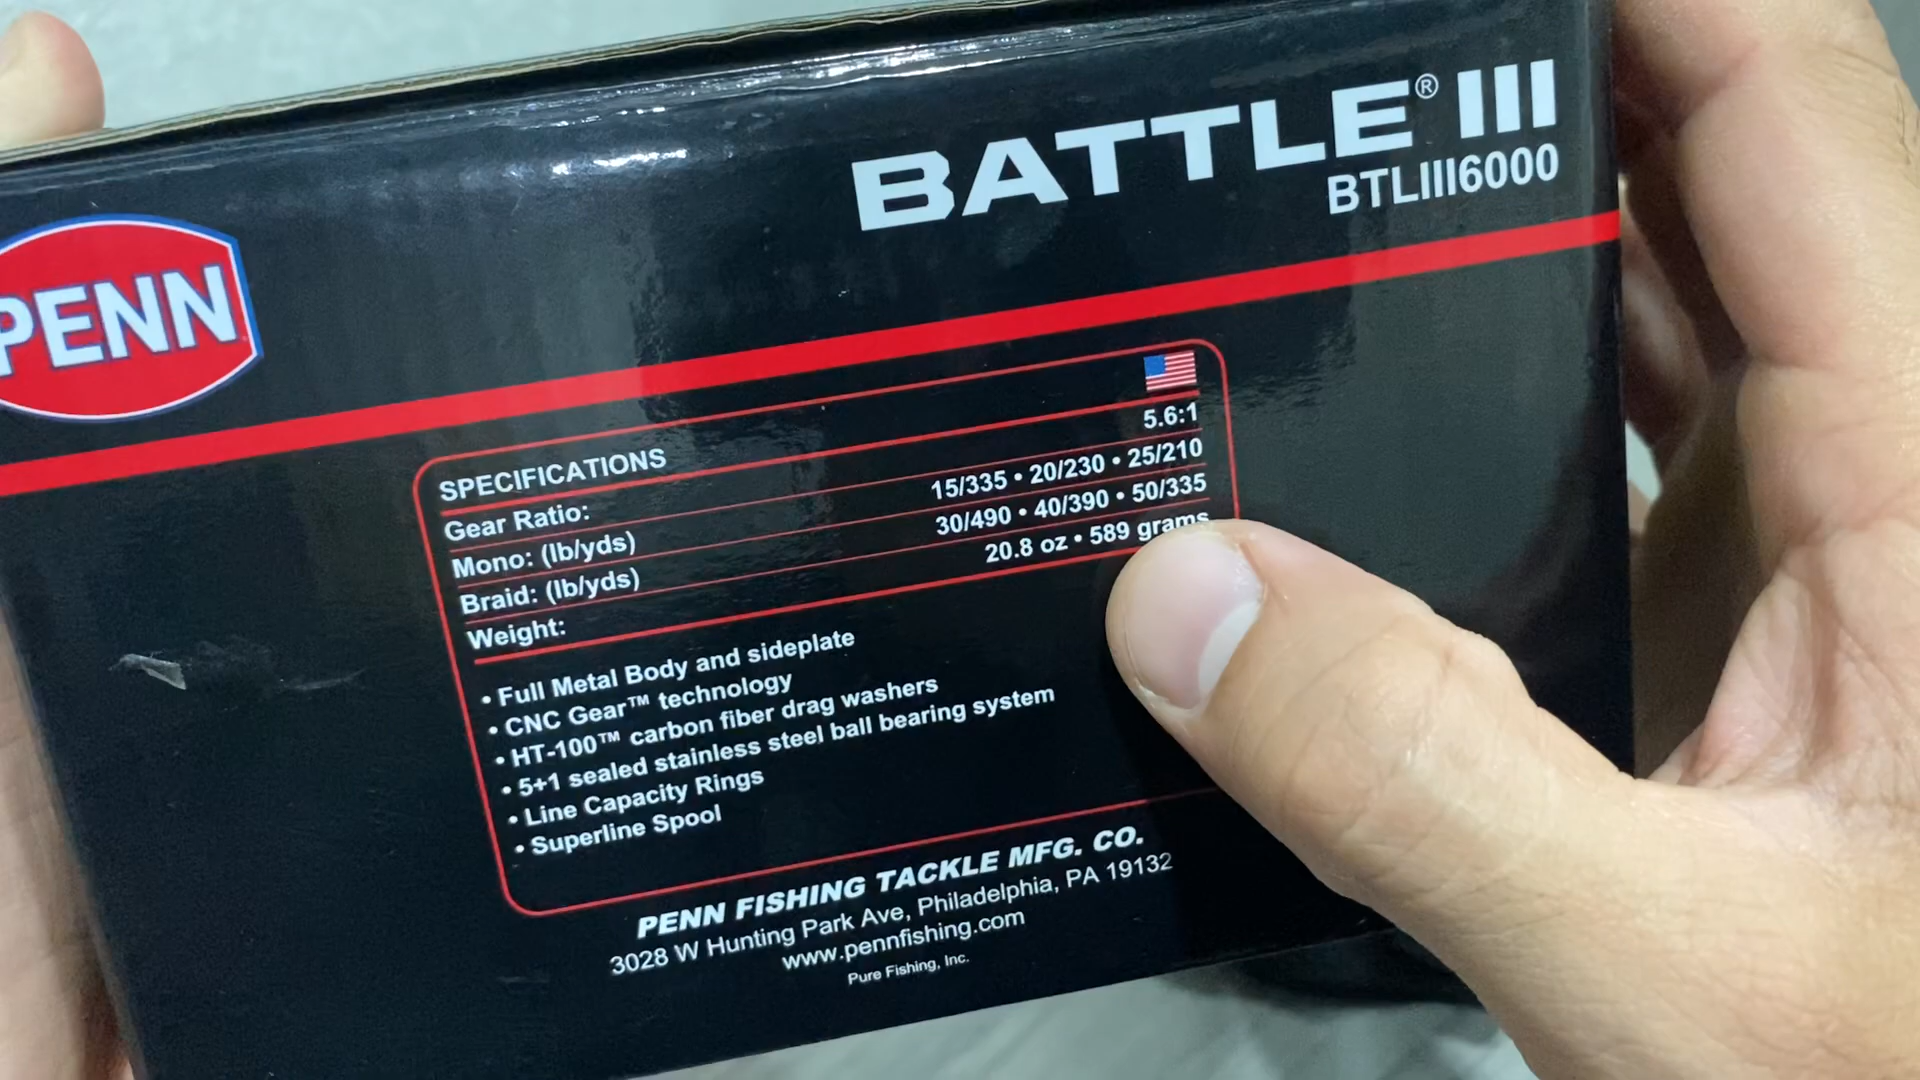 BATTLE® III
BTLIII6000
PENN
SPECIFICATIONS
Gear Ratio: 5.6:1
Mono: (lb/yds) 15/335 • 20/230 • 25/210
Braid: (lb/yds) 30/490 • 40/390 • 50/335
Weight: 20.8 oz • 589 grams
• Full Metal Body and sideplate
• CNC Gear™ technology
• HT-100™ carbon fiber drag washers
• 5+1 sealed stainless steel ball bearing system
• Line Capacity Rings
• Superline Spool
PENN FISHING TACKLE MFG. CO.
3028 W Hunting Park Ave, Philadelphia, PA 19132
www.pennfishing.com
Pure Fishing, Inc.